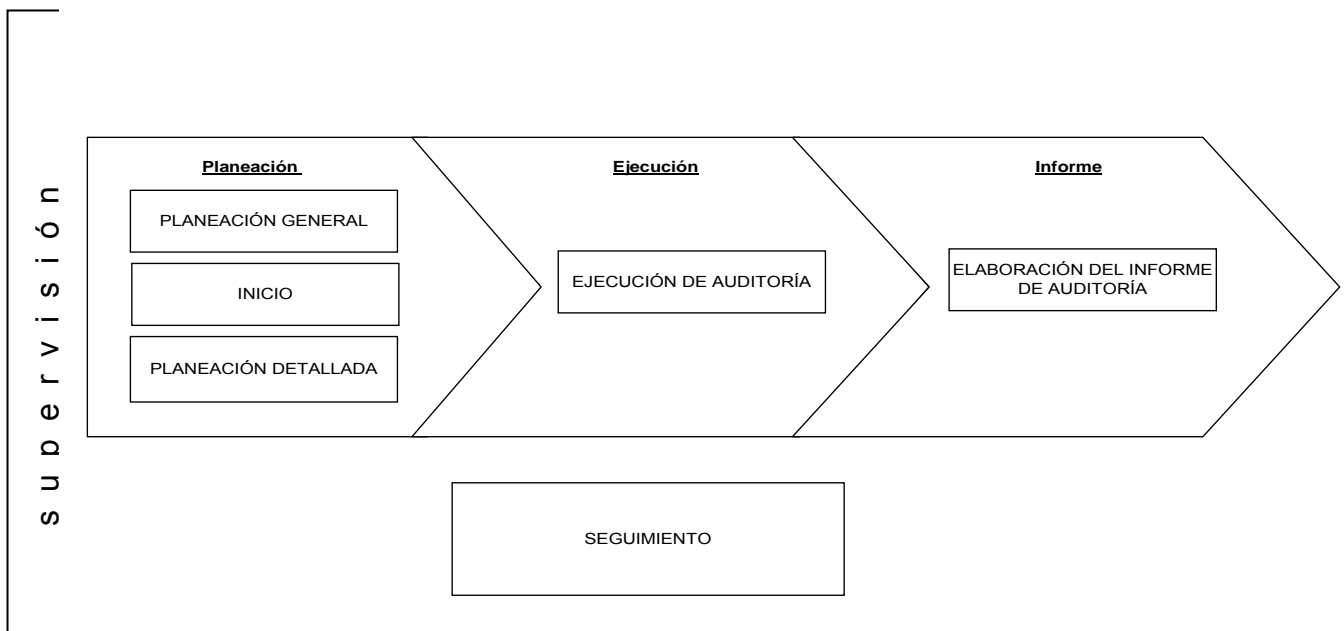 supervisión
Planeación
PLANEACIÓN GENERAL
INICIO
PLANEACIÓN DETALLADA
Ejecución
EJECUCIÓN DE AUDITORÍA
Informe
ELABORACIÓN DEL INFORME
DE AUDITORÍA
SEGUIMIENTO